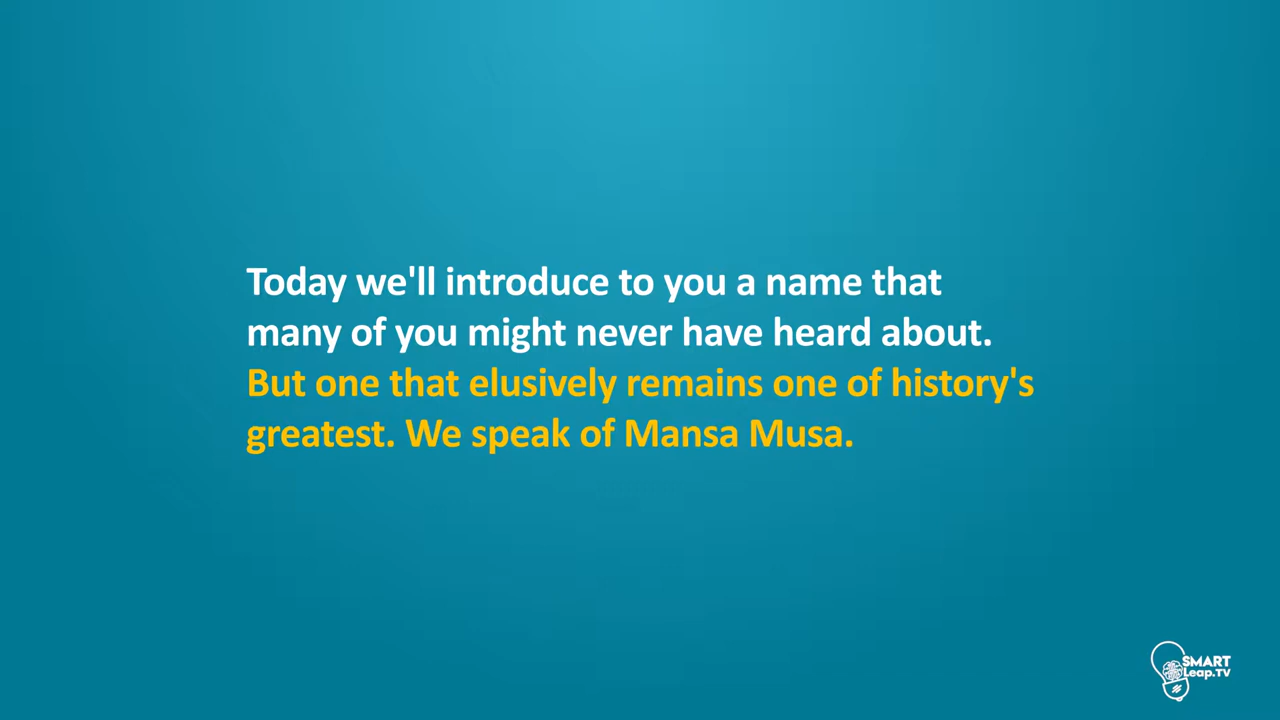 Today we'll introduce to you a name that
many of you might never have heard about.
But one that elusively remains one of history's
greatest. We speak of Mansa Musa.
SMART
Leap.TV